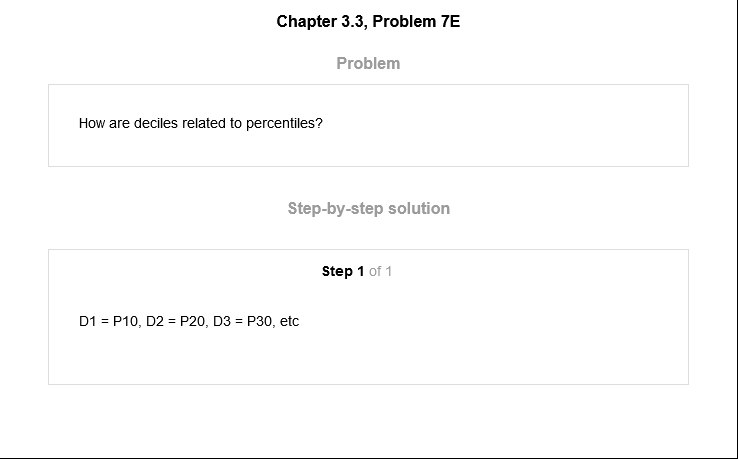 Chapter 3.3, Problem 7E
Problem
How are deciles related to percentiles?
Step-by-step solution
Step 1 of 1
D1 = P10, D2 = P20, D3 = P30, etc